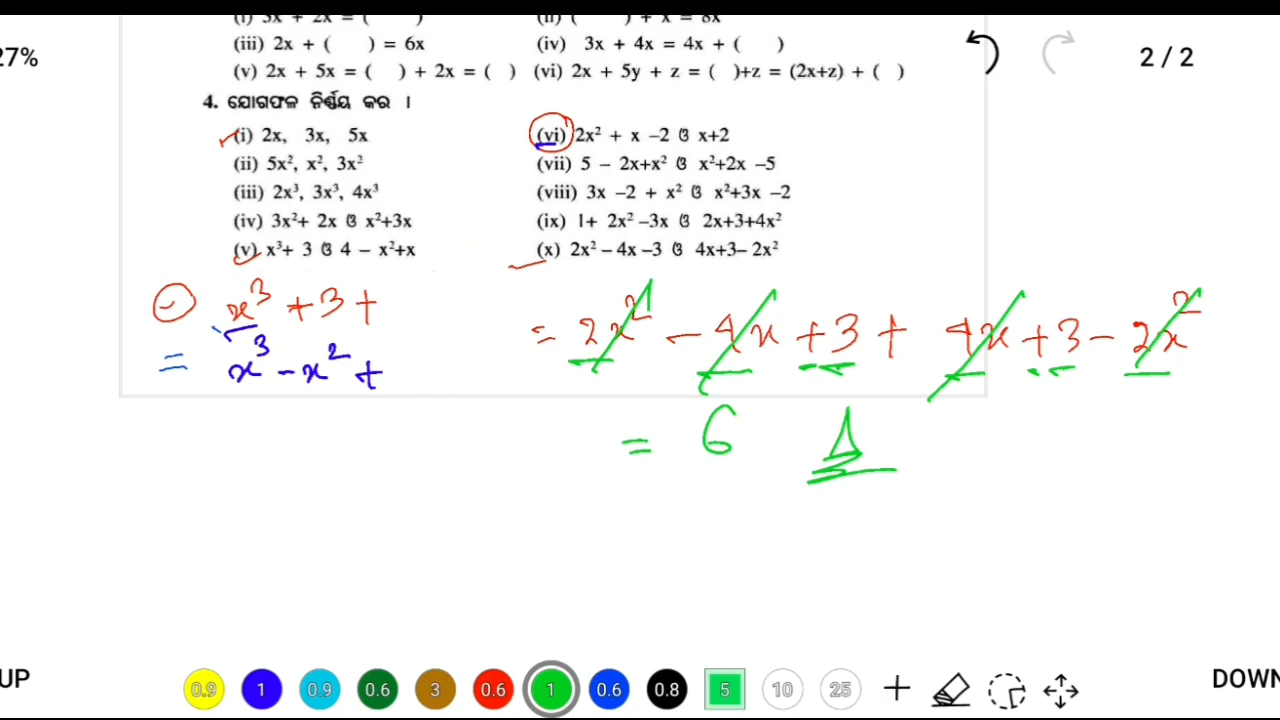 27%
2 / 2
(i) 3x + 2x = ( ) (ii) ( ) + x = 8x
(iii) 2x + ( ) = 6x (iv) 3x + 4x = 4x + ( )
(v) 2x + 5x = ( ) + 2x = ( ) (vi) 2x + 5y + z = ( )+z = (2x+z) + ( )
4. ଯୋଗଫଳ ନିର୍ଣ୍ଣୟ କର ।
(i) 2x, 3x, 5x (vi) 2x² + x –2 ଓ x+2
(ii) 5x², x², 3x² (vii) 5 – 2x+x² ଓ x²+2x –5
(iii) 2x³, 3x³, 4x³ (viii) 3x –2 + x² ଓ x²+3x –2
(iv) 3x²+ 2x ଓ x²+3x (ix) 1+ 2x² –3x ଓ 2x+3+4x²
(v) x³+ 3 ଓ 4 – x²+x (x) 2x² – 4x –3 ଓ 4x+3– 2x²
x³ + 3 + = 2x² – 4x + 3 + 4x + 3 – 2x²
= x³ – x² +
= 6
UP 0.9 1 0.9 0.6 3 0.6 1 0.6 0.8 5 10 25 DOWN